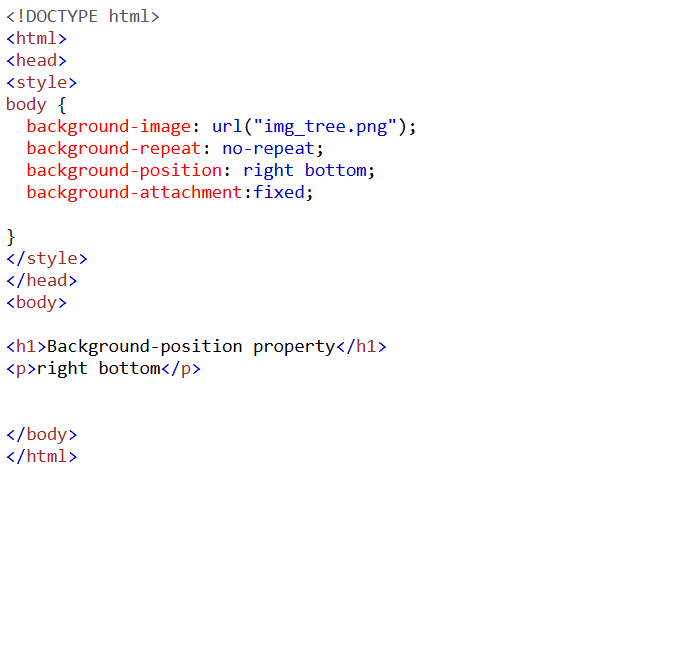 <!DOCTYPE html>
<html>
<head>
<style>
body {
  background-image: url("img_tree.png");
  background-repeat: no-repeat;
  background-position: right bottom;
  background-attachment:fixed;

}
</style>
</head>
<body>

<h1>Background-position property</h1>
<p>right bottom</p>


</body>
</html>